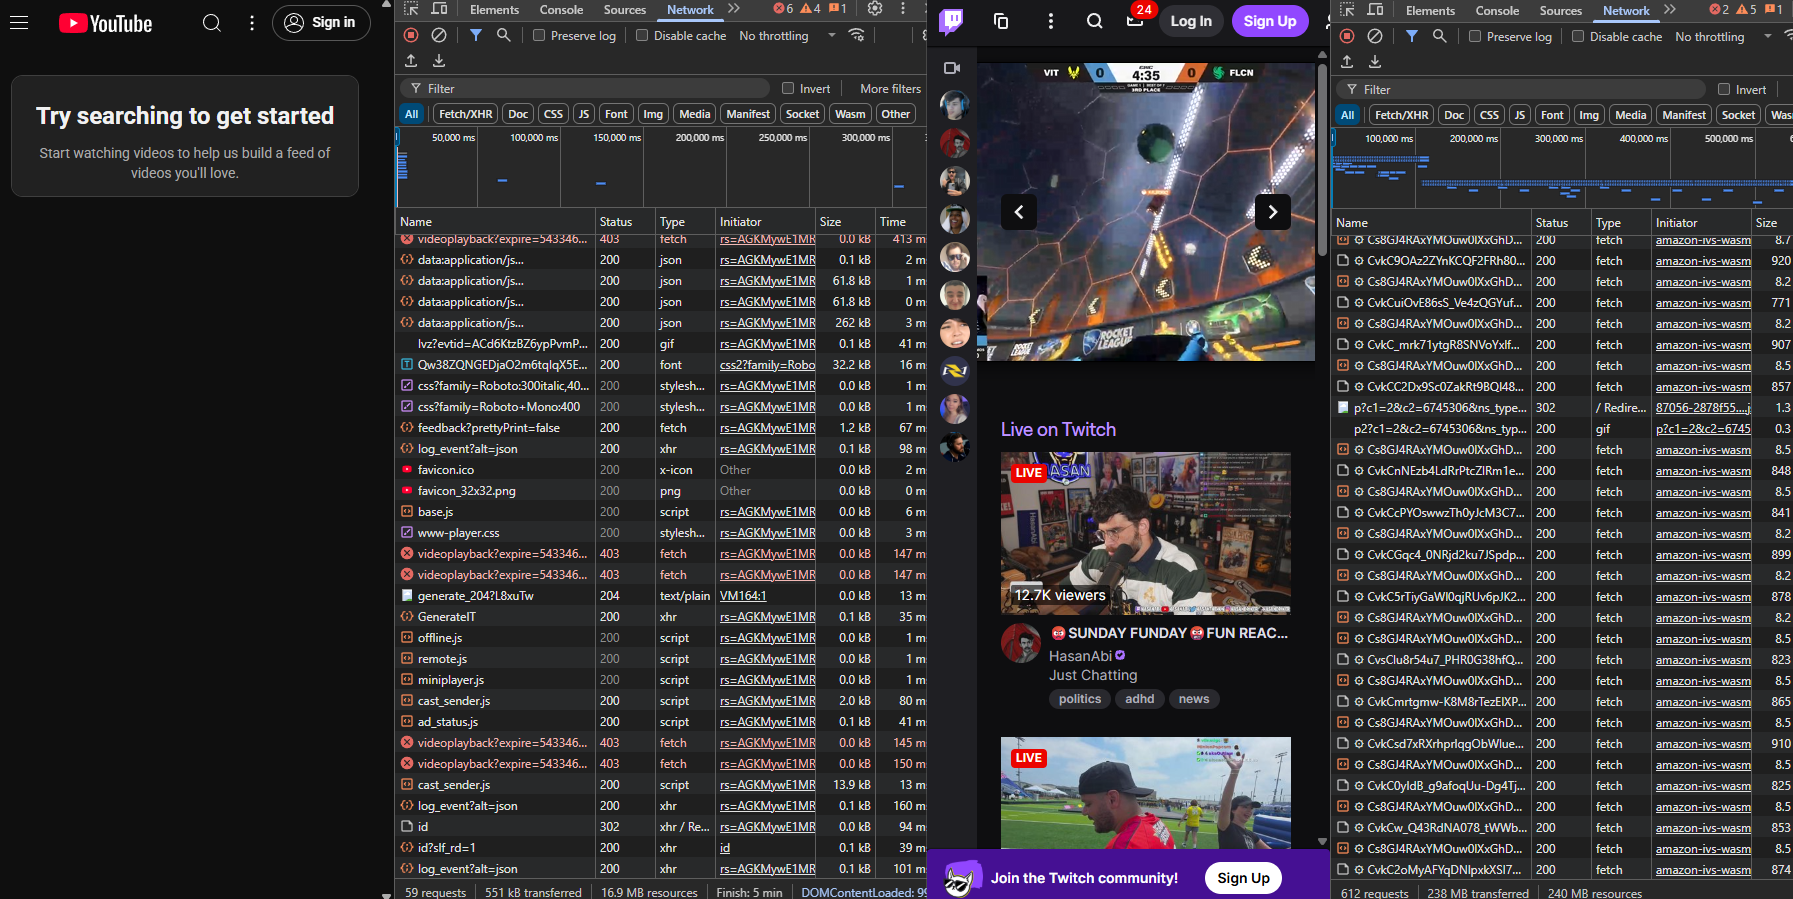 YouTube
Sign in
Try searching to get started
Start watching videos to help us build a feed of
videos you'll love.
Elements Console Sources Network 6 4 1
Preserve log Disable cache No throttling
Filter Invert More filters
All Fetch/XHR Doc CSS JS Font Img Media Manifest Socket Wasm Other
50,000 ms 100,000 ms 150,000 ms 200,000 ms 250,000 ms 300,000 ms
Name Status Type Initiator Size Time
videoplayback?expire=543346... 403 fetch rs=AGKMywE1MR 0.0 kB 413 m
data:application/js... 200 json rs=AGKMywE1MR 0.1 kB 2 m
data:application/js... 200 json rs=AGKMywE1MR 61.8 kB 1 m
data:application/js... 200 json rs=AGKMywE1MR 61.8 kB 0 m
data:application/js... 200 json rs=AGKMywE1MR 262 kB 3 m
200 gif rs=AGKMywE1MR 0.1 kB 41 m
200 font css2?family=Robo 32.2 kB 16 m
css?family=Roboto:300italic,40... 200 stylesh... rs=AGKMywE1MR 0.0 kB 1 m
css?family=Roboto+Mono:400 200 stylesh... rs=AGKMywE1MR 0.0 kB 1 m
feedback?prettyPrint=false 200 fetch rs=AGKMywE1MR 1.2 kB 67 m
log_event?alt=json 200 xhr rs=AGKMywE1MR 0.1 kB 98 m
favicon.ico 200 x-icon Other 0.0 kB 2 m
favicon_32x32.png 200 png Other 0.0 kB 0 m
base.js 200 script rs=AGKMywE1MR 0.0 kB 6 m
www-player.css 200 stylesh... rs=AGKMywE1MR 0.0 kB 3 m
videoplayback?expire=543346... 403 fetch rs=AGKMywE1MR 0.0 kB 147 m
videoplayback?expire=543346... 403 fetch rs=AGKMywE1MR 0.0 kB 147 m
generate_204?L8xuTw 204 text/plain VM164:1 0.0 kB 13 m
GenerateIT 200 xhr rs=AGKMywE1MR 0.1 kB 35 m
offline.js 200 script rs=AGKMywE1MR 0.0 kB 1 m
remote.js 200 script rs=AGKMywE1MR 0.0 kB 1 m
miniplayer.js 200 script rs=AGKMywE1MR 0.0 kB 1 m
cast_sender.js 200 script rs=AGKMywE1MR 2.0 kB 80 m
ad_status.js 200 script rs=AGKMywE1MR 0.1 kB 41 m
videoplayback?expire=543346... 403 fetch rs=AGKMywE1MR 0.0 kB 145 m
videoplayback?expire=543346... 403 fetch rs=AGKMywE1MR 0.0 kB 150 m
cast_sender.js 200 script rs=AGKMywE1MR 13.9 kB 13 m
log_event?alt=json 200 xhr rs=AGKMywE1MR 0.1 kB 160 m
id 302 xhr / Re... rs=AGKMywE1MR 0.0 kB 94 m
id?slf_rd=1 200 xhr id 0.1 kB 39 m
log_event?alt=json 200 xhr rs=AGKMywE1MR 0.1 kB 101 m
59 requests 551 kB transferred 16.9 MB resources Finish: 5 min DOMContentLoaded: 99
24 Log In Sign Up
VIT 0 4:35 0 FLCN
3RD PLACE
ROCKET LEAGUE
Live on Twitch
LIVE
12.7K viewers
SUNDAY FUNDAY FUN REAC...
HasanAbi
Just Chatting
politics adhd news
LIVE
Join the Twitch community! Sign Up
Elements Console Sources Network 2 5 1
Preserve log Disable cache No throttling
Filter Invert
All Fetch/XHR Doc CSS JS Font Img Media Manifest Socket Was
100,000 ms 200,000 ms 300,000 ms 400,000 ms 500,000 ms
Name Status Type Initiator Size
Cs8GJ4RAxYMOuw0IXxGhD... 200 fetch amazon-ivs-wasm 8.7
200 fetch amazon-ivs-wasm 920
Cs8GJ4RAxYMOuw0IXxGhD... 200 fetch amazon-ivs-wasm 8.2
200 fetch amazon-ivs-wasm 771
Cs8GJ4RAxYMOuw0IXxGhD... 200 fetch amazon-ivs-wasm 8.2
200 fetch amazon-ivs-wasm 907
Cs8GJ4RAxYMOuw0IXxGhD... 200 fetch amazon-ivs-wasm 8.5
200 fetch amazon-ivs-wasm 857
p?c1=2&c2=6745306&ns_type... 302 / Redire... 87056-2878f55....j 1.3
p2?c1=2&c2=6745306&ns_typ... 200 gif p?c1=2&c2=6745 0.3
Cs8GJ4RAxYMOuw0IXxGhD... 200 fetch amazon-ivs-wasm 8.5
200 fetch amazon-ivs-wasm 848
Cs8GJ4RAxYMOuw0IXxGhD... 200 fetch amazon-ivs-wasm 8.5
200 fetch amazon-ivs-wasm 841
Cs8GJ4RAxYMOuw0IXxGhD... 200 fetch amazon-ivs-wasm 8.2
200 fetch amazon-ivs-wasm 899
Cs8GJ4RAxYMOuw0IXxGhD... 200 fetch amazon-ivs-wasm 8.2
200 fetch amazon-ivs-wasm 878
Cs8GJ4RAxYMOuw0IXxGhD... 200 fetch amazon-ivs-wasm 8.2
Cs8GJ4RAxYMOuw0IXxGhD... 200 fetch amazon-ivs-wasm 8.5
200 fetch amazon-ivs-wasm 823
Cs8GJ4RAxYMOuw0IXxGhD... 200 fetch amazon-ivs-wasm 8.5
200 fetch amazon-ivs-wasm 865
Cs8GJ4RAxYMOuw0IXxGhD... 200 fetch amazon-ivs-wasm 8.5
200 fetch amazon-ivs-wasm 910
Cs8GJ4RAxYMOuw0IXxGhD... 200 fetch amazon-ivs-wasm 8.5
200 fetch amazon-ivs-wasm 825
Cs8GJ4RAxYMOuw0IXxGhD... 200 fetch amazon-ivs-wasm 8.5
200 fetch amazon-ivs-wasm 853
Cs8GJ4RAxYMOuw0IXxGhD... 200 fetch amazon-ivs-wasm 8.5
200 fetch amazon-ivs-wasm 874
612 requests 238 MB transferred 240 MB resources